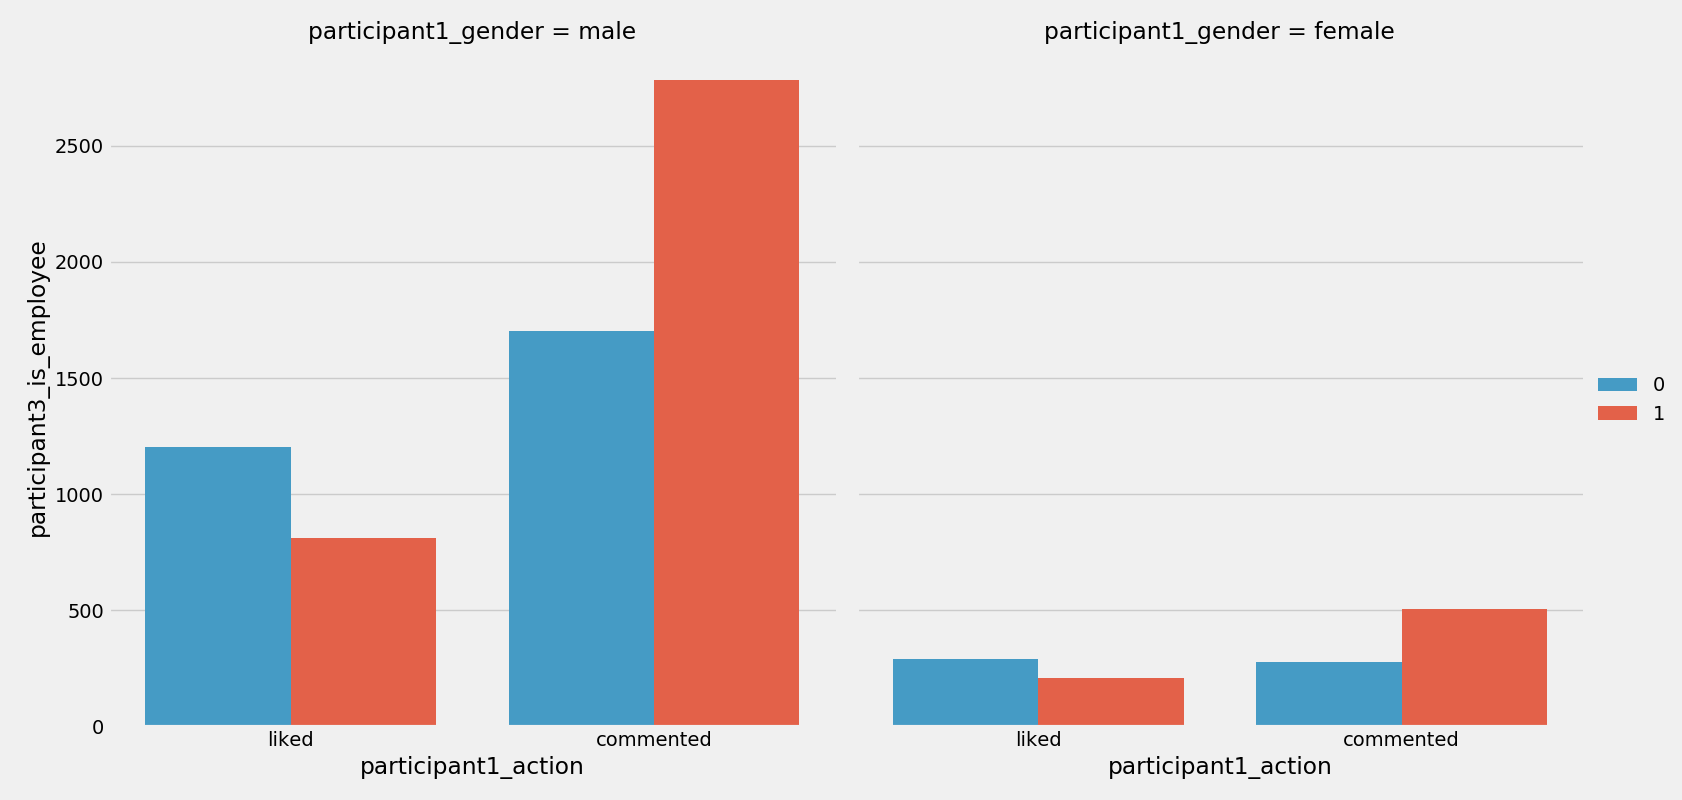 participant1_gender = male
participant1_gender = female
participant3_is_employee
2500
2000
1500
1000
500
0
liked
commented
participant1_action
liked
commented
participant1_action
0
1